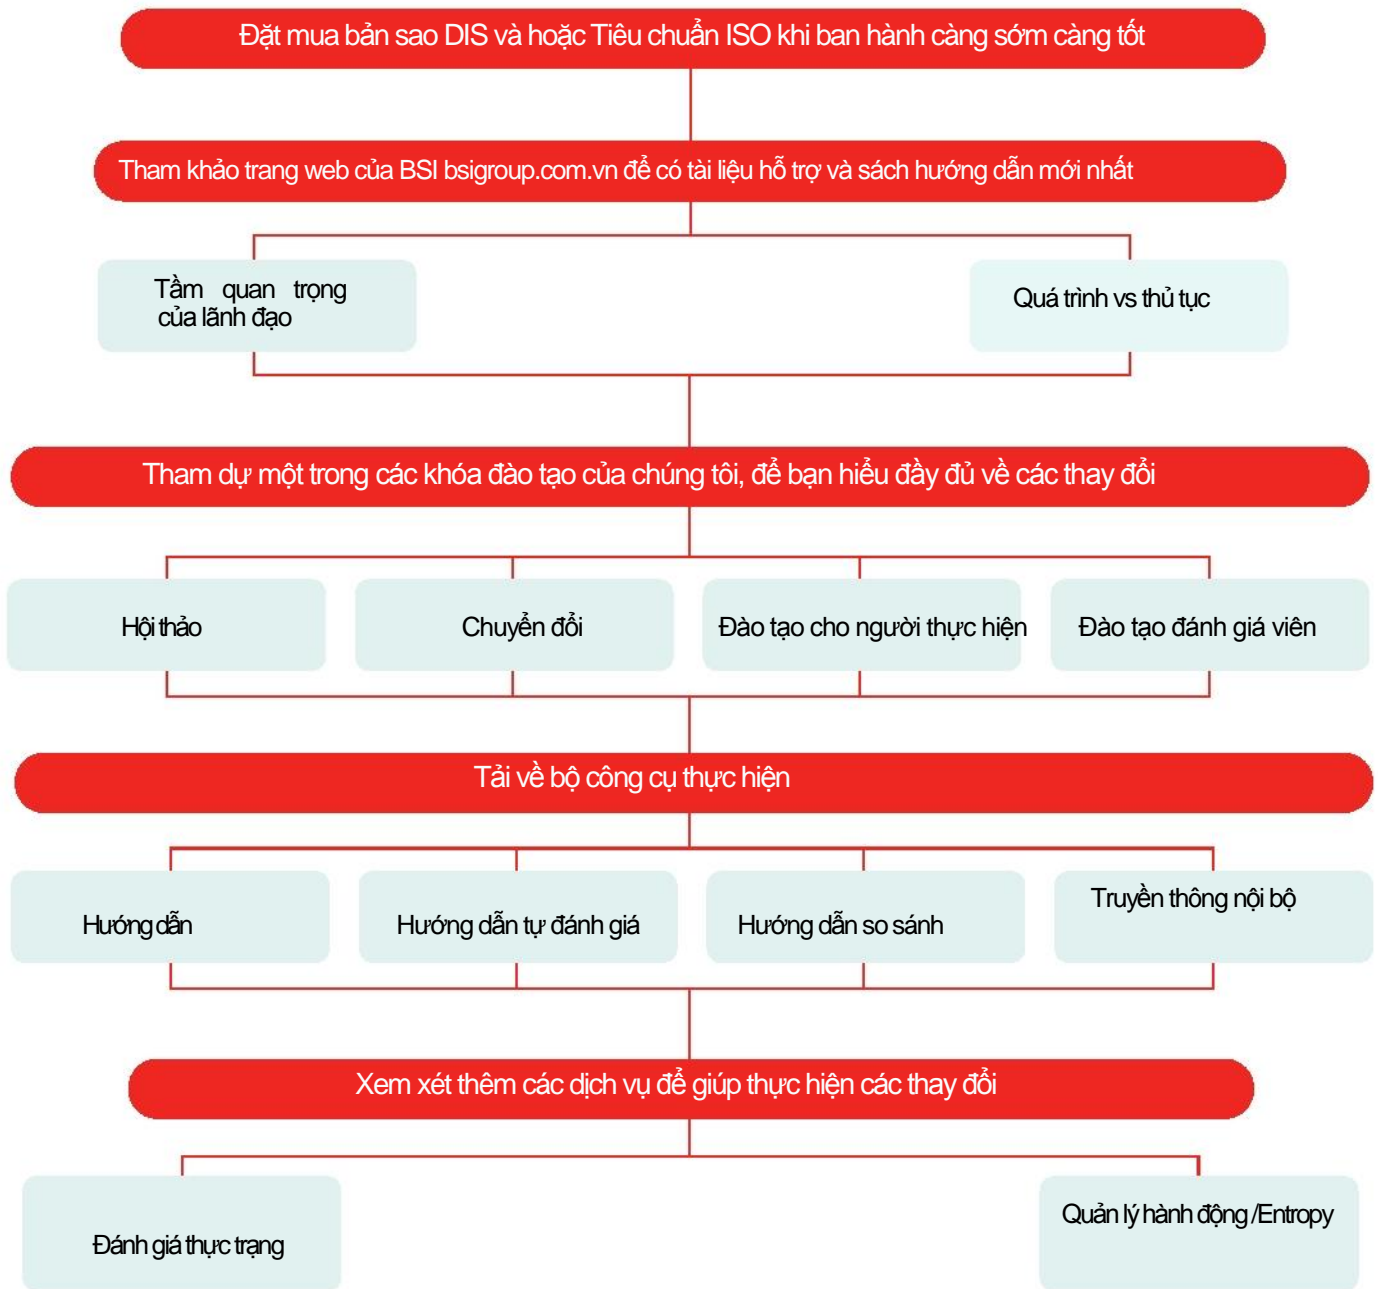 Đặt mua bản sao DIS và hoặc Tiêu chuẩn ISO khi ban hành càng sớm càng tốt
Tham khảo trang web của BSI bsigroup.com.vn để có tài liệu hỗ trợ và sách hướng dẫn mới nhất
Tầm quan trọng
của lãnh đạo
Quá trình vs thủ tục
Tham dự một trong các khóa đào tạo của chúng tôi, để bạn hiểu đầy đủ về các thay đổi
Hội thảo
Chuyển đổi
Đào tạo cho người thực hiện
Đào tạo đánh giá viên
Tải về bộ công cụ thực hiện
Hướng dẫn
Hướng dẫn tự đánh giá
Hướng dẫn so sánh
Truyền thông nội bộ
Xem xét thêm các dịch vụ để giúp thực hiện các thay đổi
Đánh giá thực trạng
Quản lý hành động /Entropy